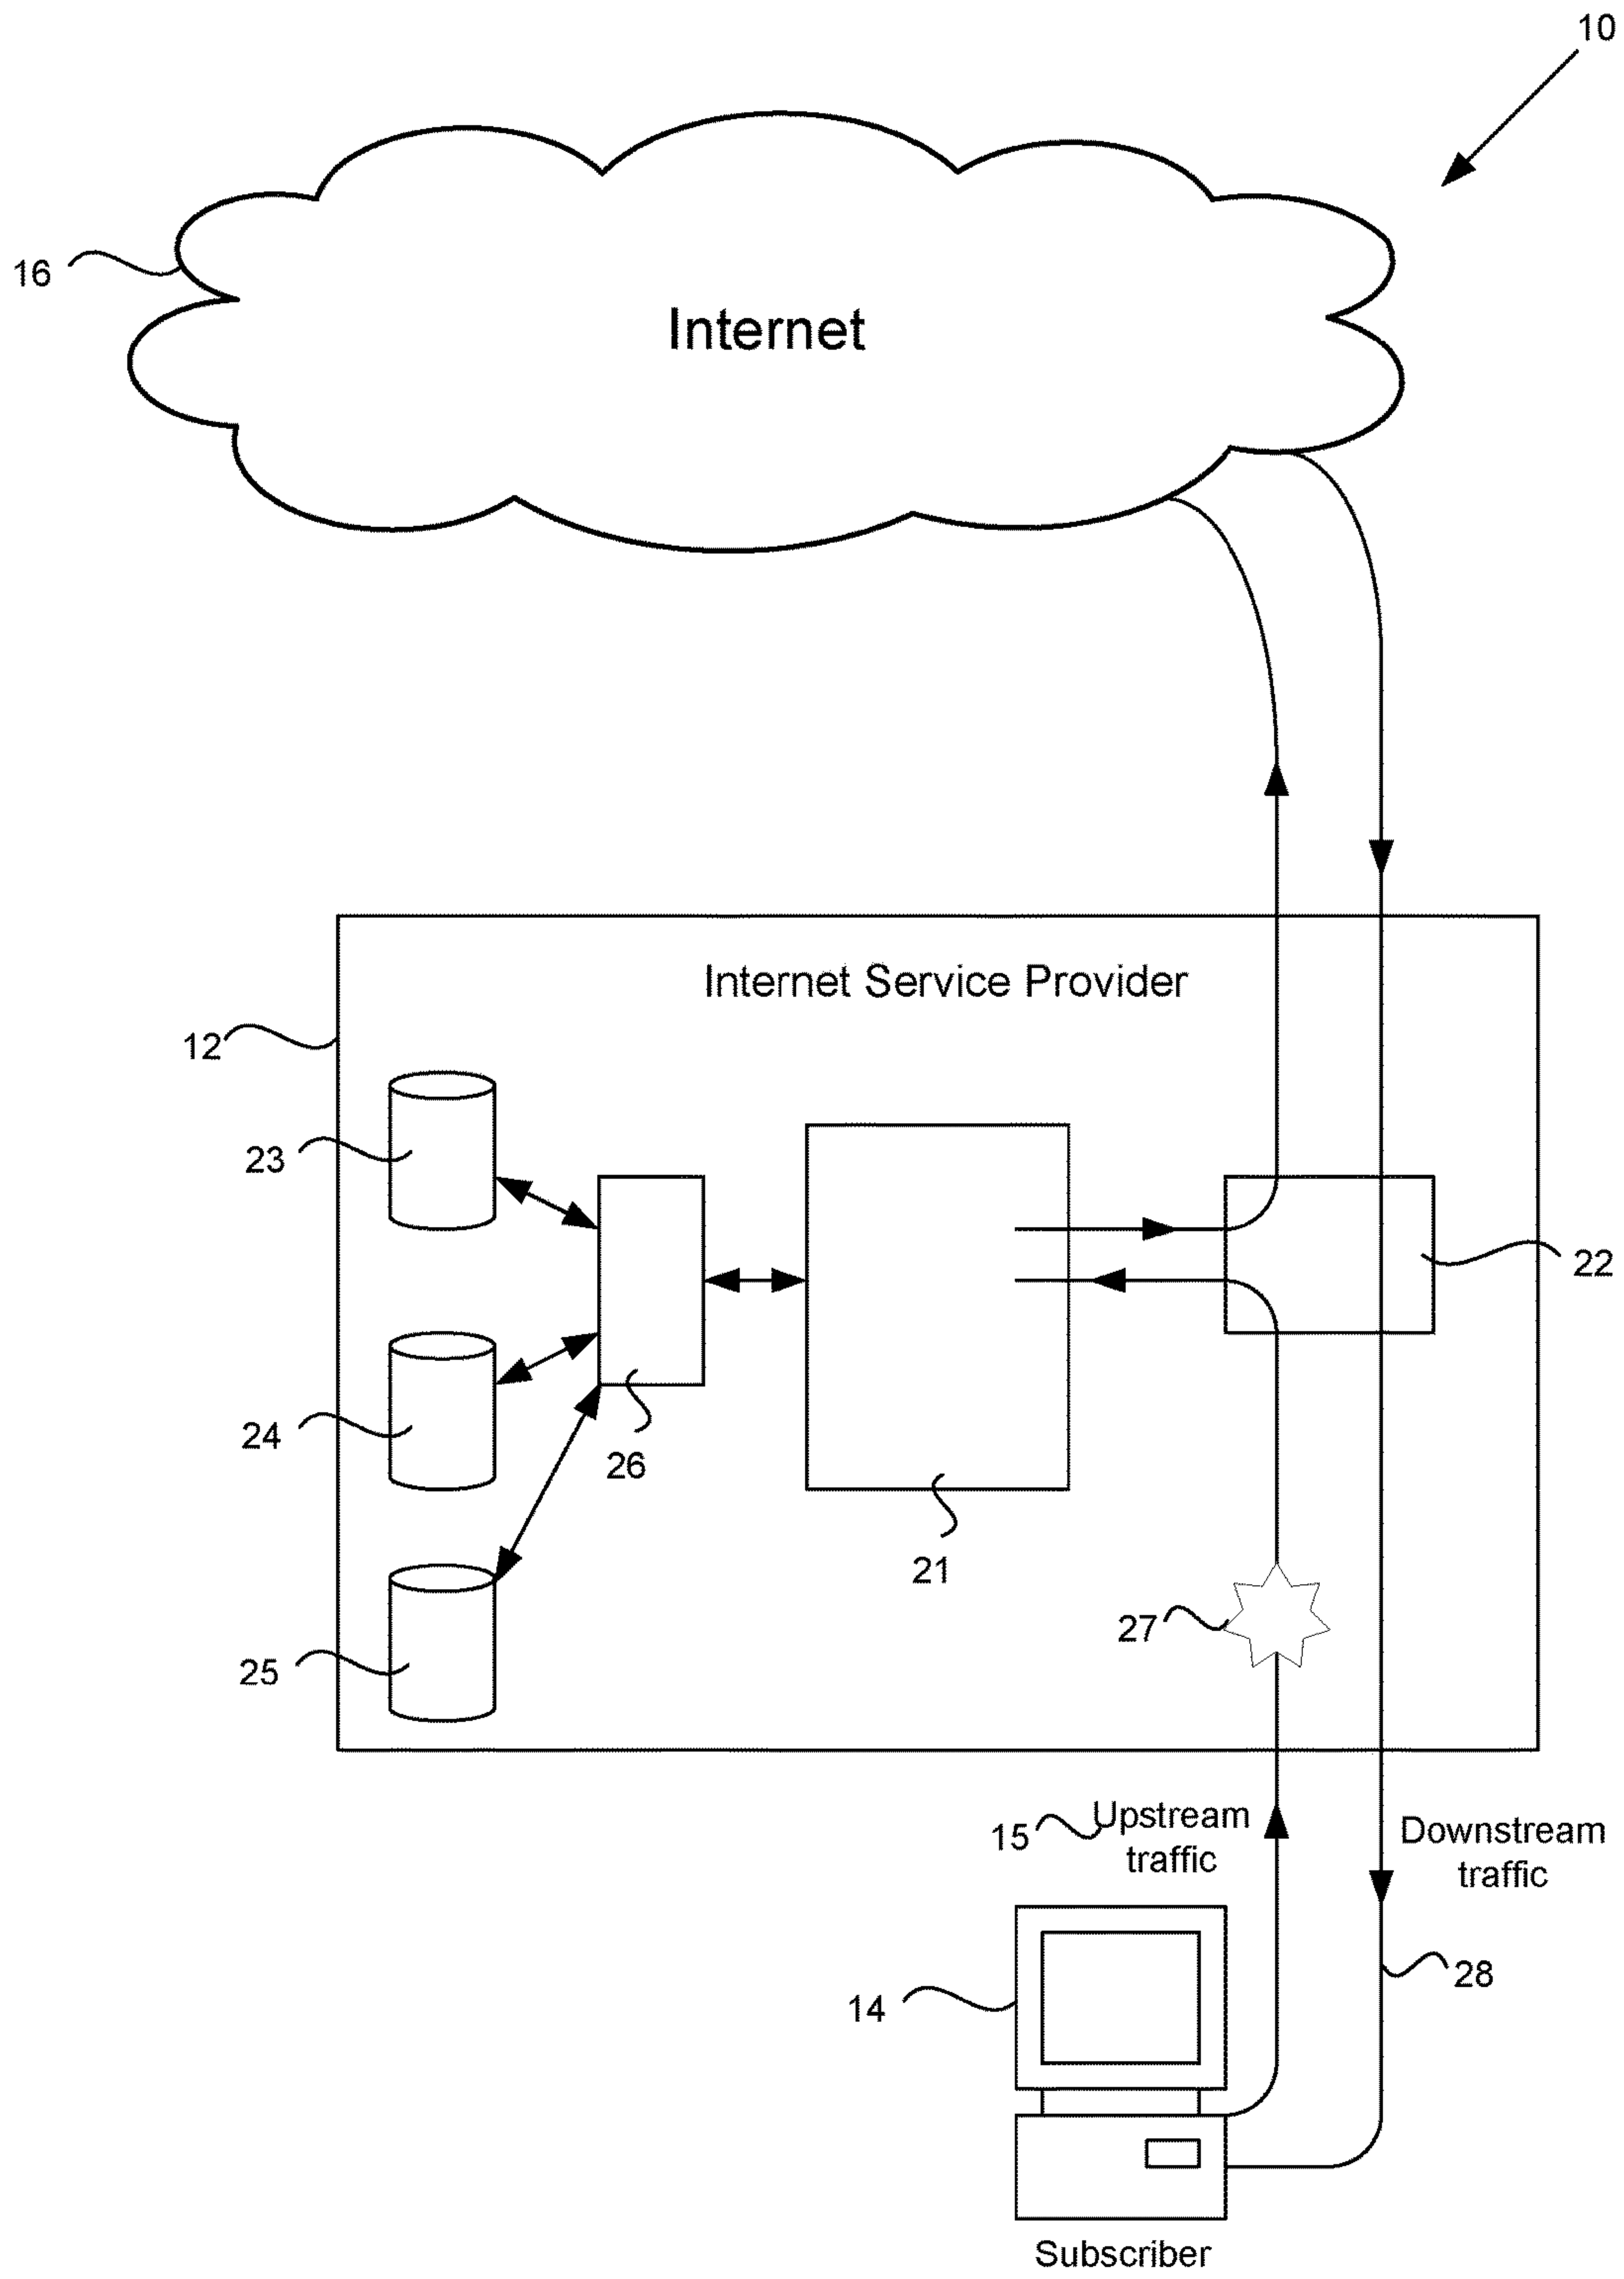 10
16
Internet
Internet Service Provider
12
23
22
24
26
21
27
25
15
Upstream
traffic
Downstream
traffic
28
14
Subscriber